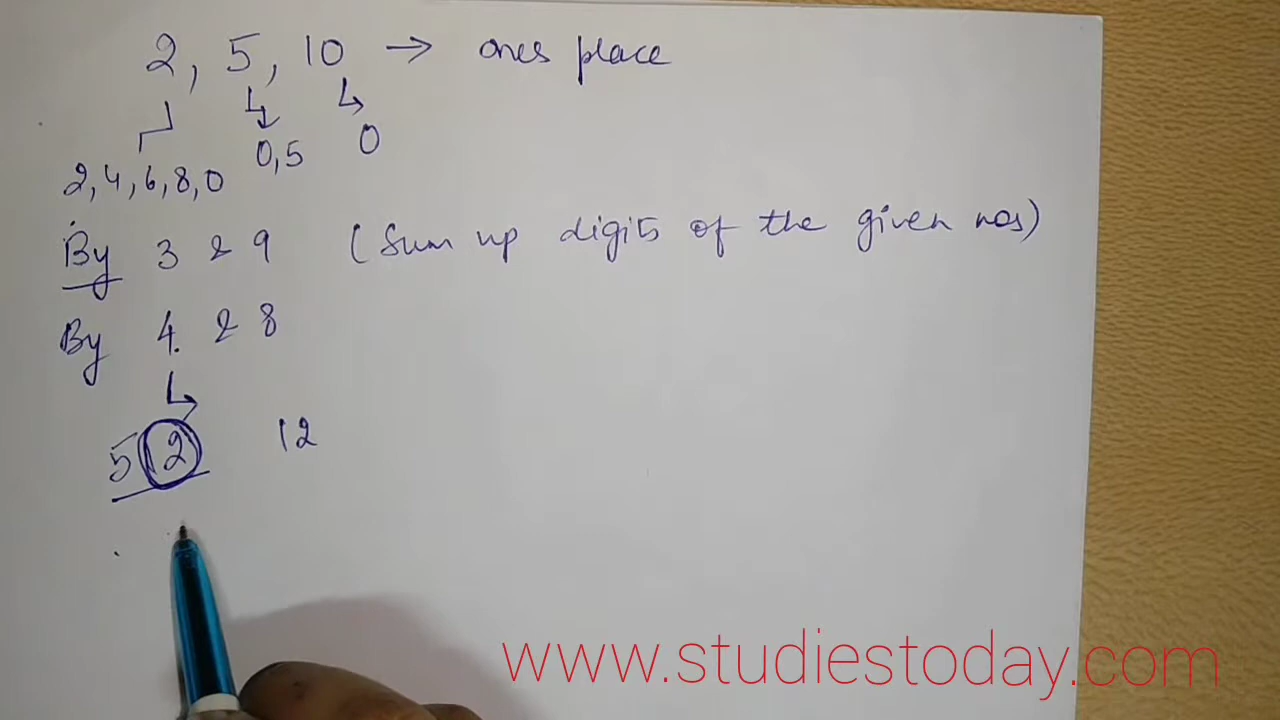 2, 5, 10 → ones place
2,4,6,8,0 0,5 0
By 3 & 9 (Sum up digits of the given nos)
By 4 & 8
512 12
www.studiestoday.com